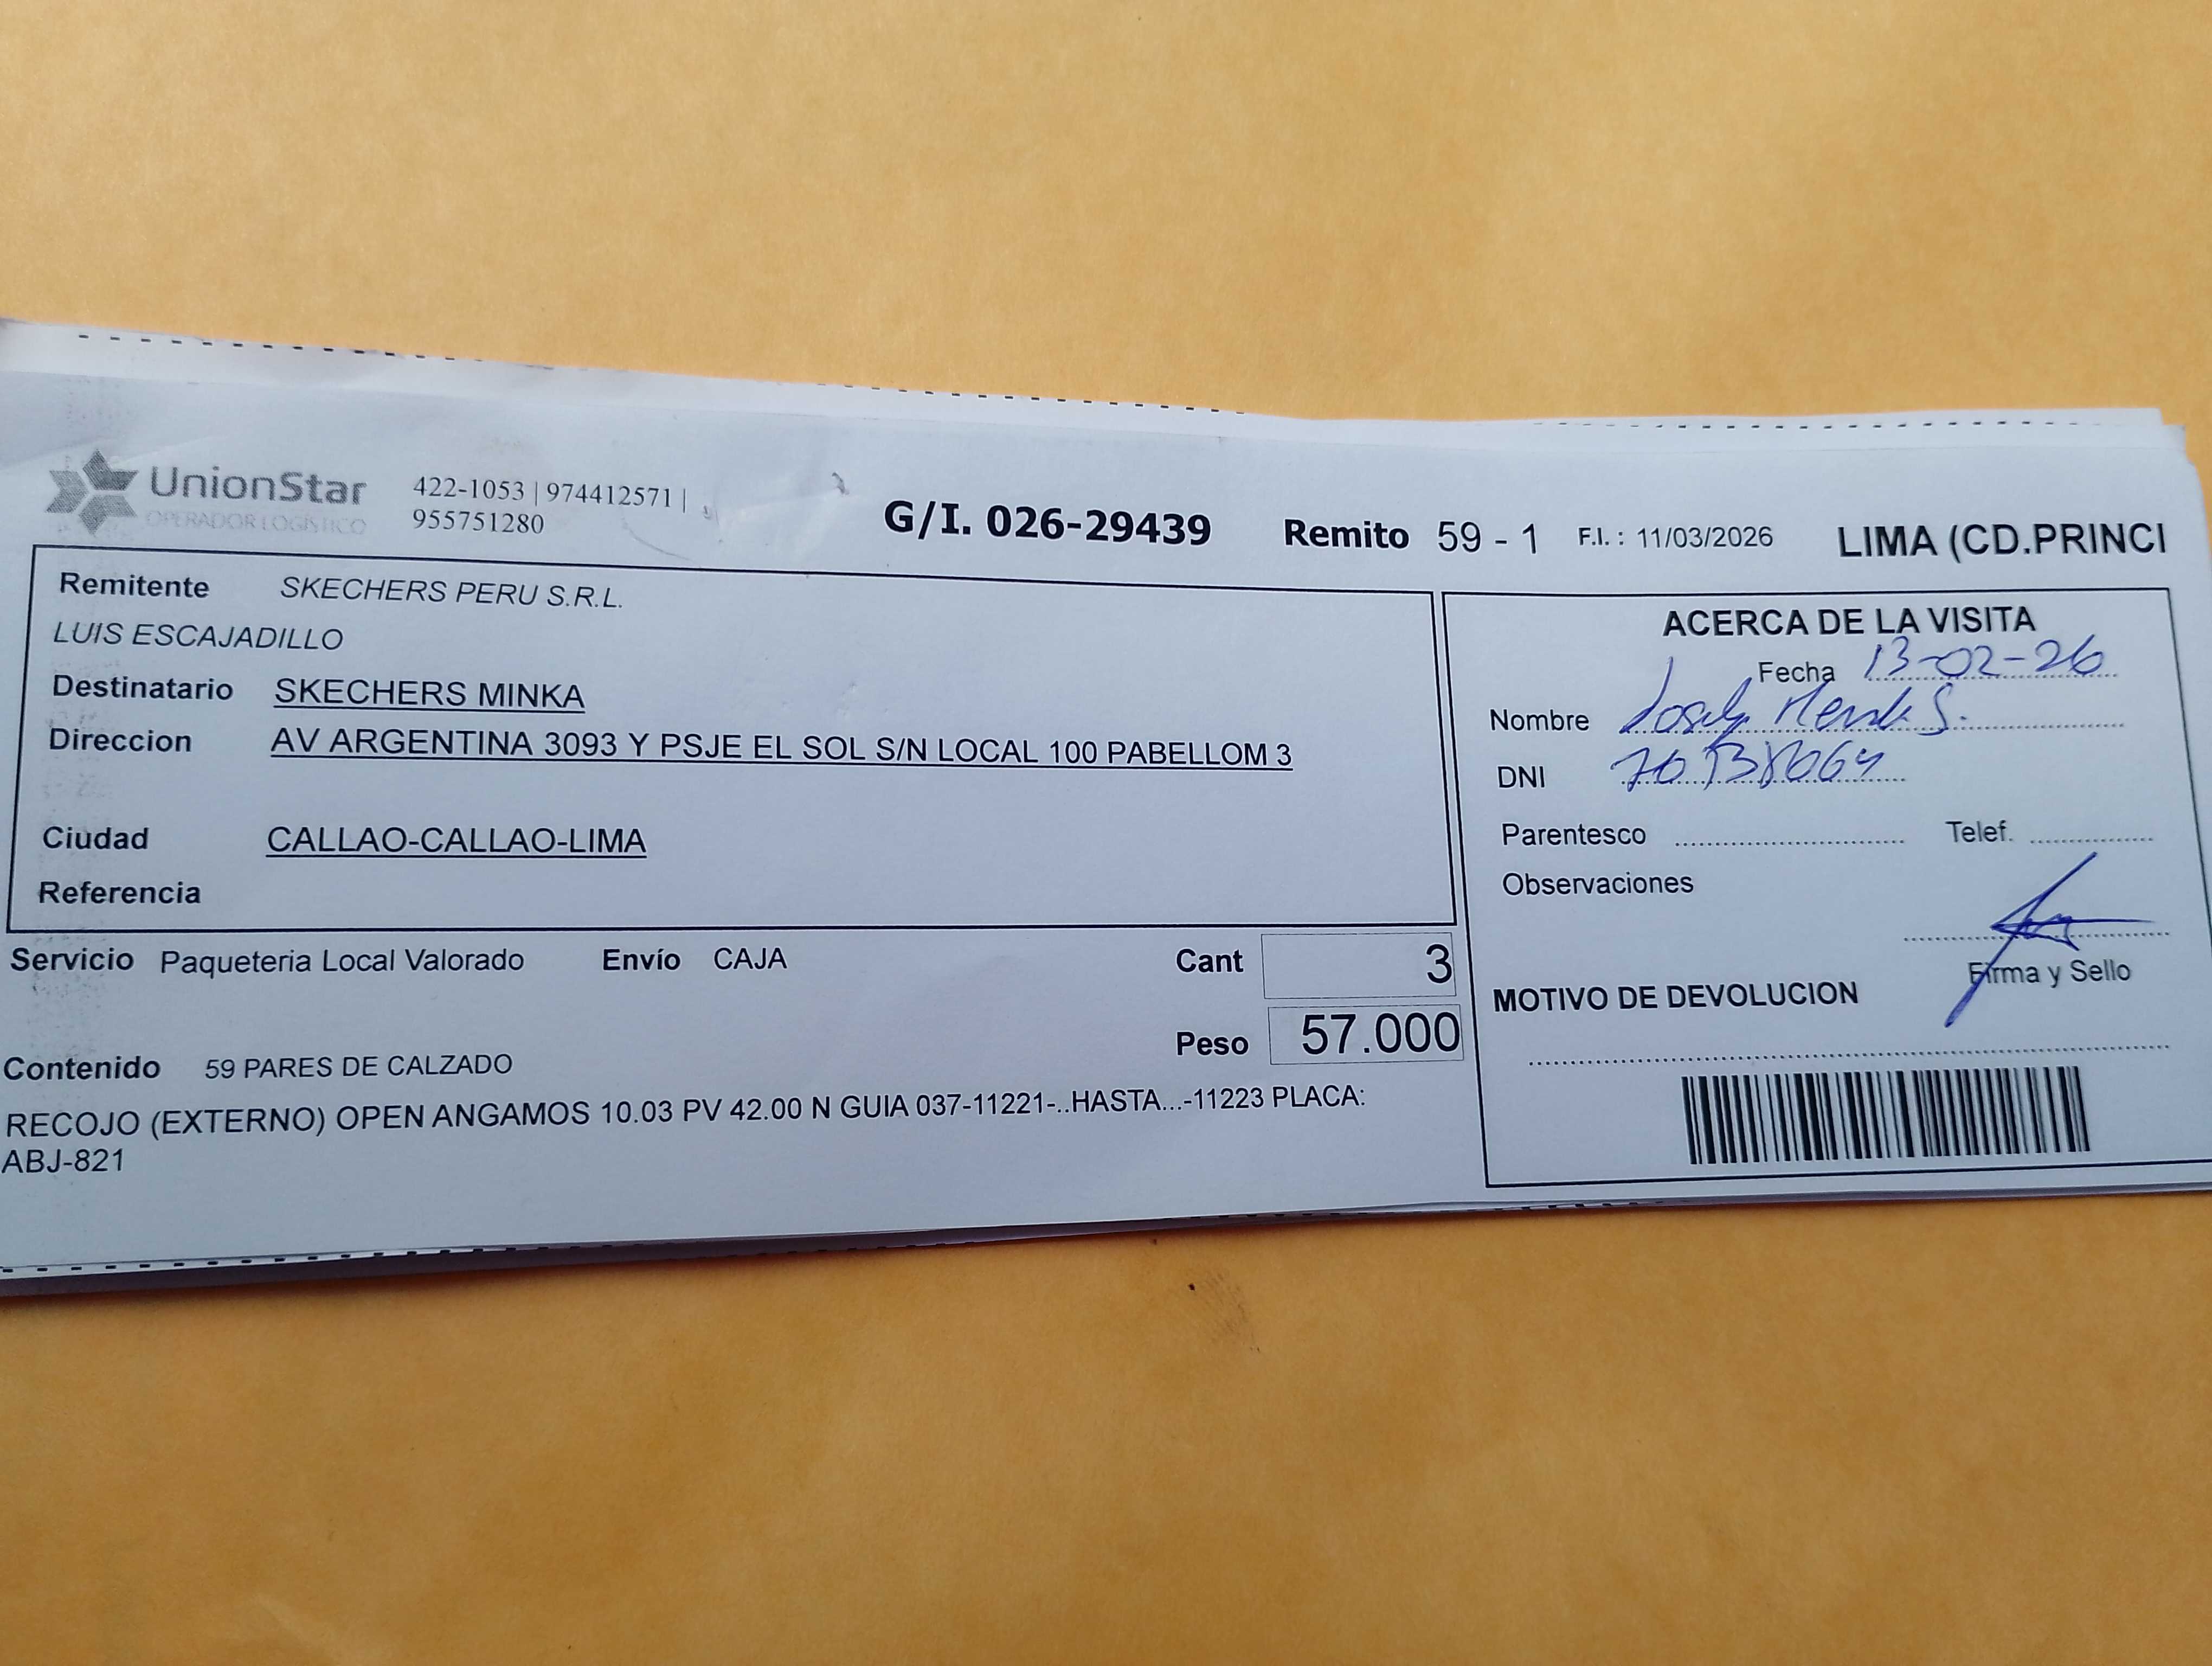 UnionStar
OPERADOR LOGÍSTICO
422-1053 | 974412571 |
955751280
G/I. 026-29439
Remito 59 - 1
F.I. : 11/03/2026
LIMA (CD.PRINCI
Remitente SKECHERS PERU S.R.L.
LUIS ESCAJADILLO
Destinatario SKECHERS MINKA
Direccion AV ARGENTINA 3093 Y PSJE EL SOL S/N LOCAL 100 PABELLOM 3
Ciudad CALLAO-CALLAO-LIMA
Referencia
Servicio Paqueteria Local Valorado Envío CAJA Cant 3
Peso 57.000
Contenido 59 PARES DE CALZADO
RECOJO (EXTERNO) OPEN ANGAMOS 10.03 PV 42.00 N GUIA 037-11221-..HASTA...-11223 PLACA:
ABJ-821
ACERCA DE LA VISITA
Fecha 13-02-26
Nombre
DNI
Parentesco Telef.
Observaciones
Firma y Sello
MOTIVO DE DEVOLUCION